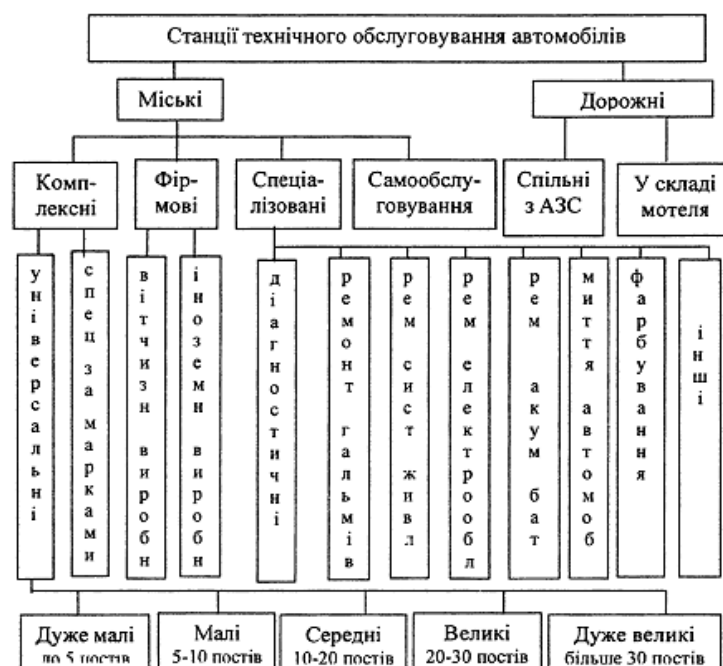 Станції технічного обслуговування автомобілів
Міські
Дорожні
Комп-
лексні
Фір-
мові
Спеціа-
лізовані
Самообслу-
говування
Спільні
з АЗС
У складі
мотеля
універсальні
спец за марками
вітчизн виробн
іноземн виробн
діагностичні
ремонт гальмів
рем сист живл
рем електрообл
рем акум бат
миття автомоб
фарбування
інші
Дуже малі
до 5 постів
Малі
5-10 постів
Середні
10-20 постів
Великі
20-30 постів
Дуже великі
більше 30 постів